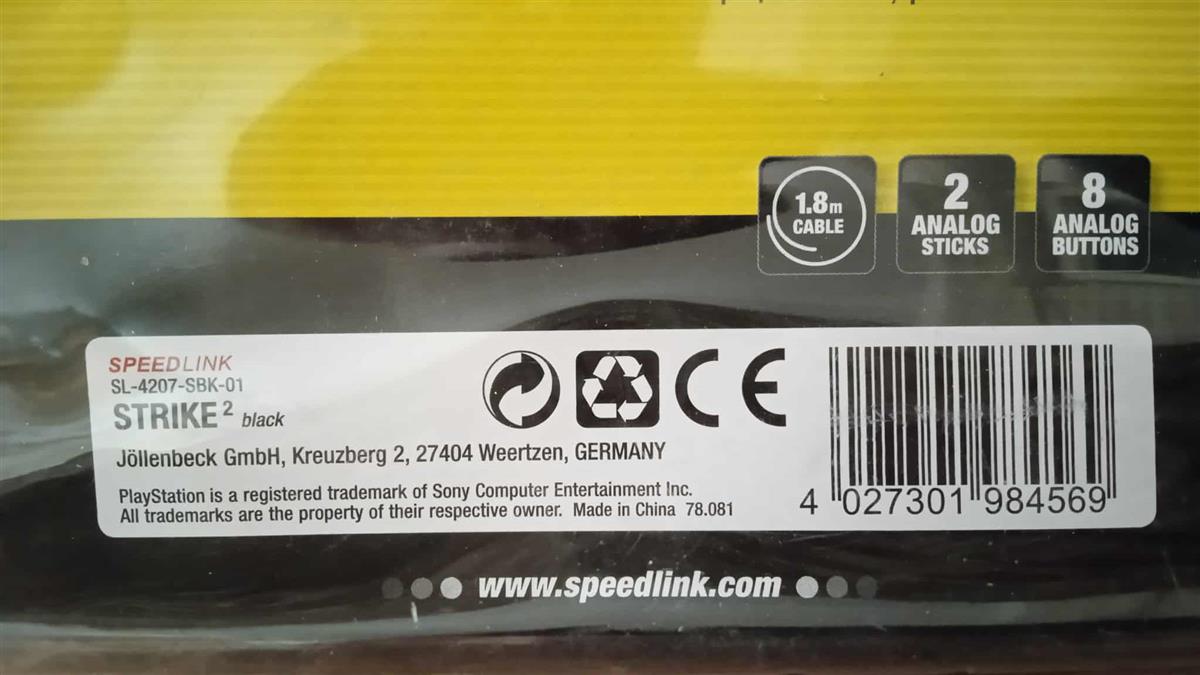 1.8m
CABLE
2
ANALOG
STICKS
8
ANALOG
BUTTONS
SPEEDLINK
SL-4207-SBK-01
STRIKE² black
Jöllenbeck GmbH, Kreuzberg 2, 27404 Weertzen, GERMANY
PlayStation is a registered trademark of Sony Computer Entertainment Inc.
All trademarks are the property of their respective owner. Made in China 78.081
CE
4 027301 984569
www.speedlink.com